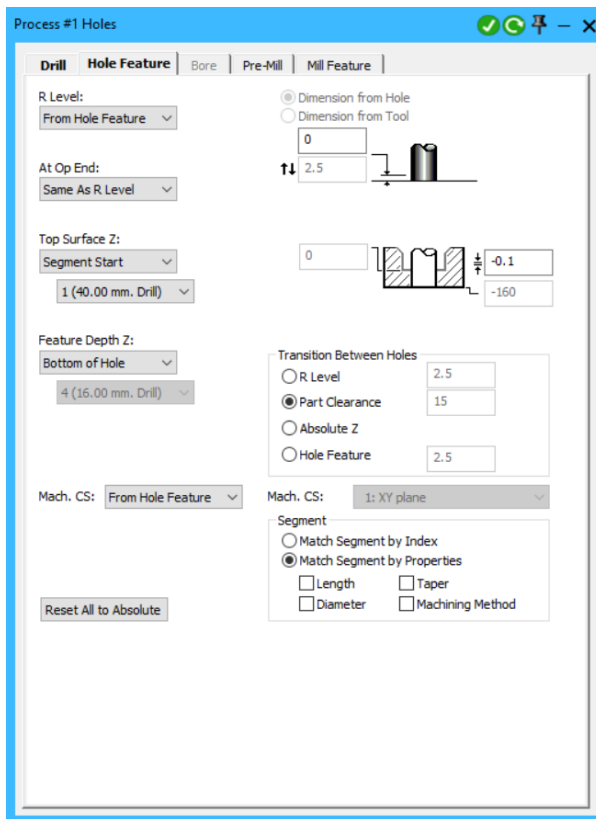 Process #1 Holes
Drill
Hole Feature
Bore
Pre-Mill
Mill Feature
R Level:
From Hole Feature
Dimension from Hole
Dimension from Tool
0
2.5
At Op End:
Same As R Level
Top Surface Z:
Segment Start
1 (40.00 mm. Drill)
0
-0.1
-160
Feature Depth Z:
Bottom of Hole
4 (16.00 mm. Drill)
Transition Between Holes
R Level
2.5
Part Clearance
15
Absolute Z
Hole Feature
2.5
Mach. CS:
From Hole Feature
Mach. CS:
1: XY plane
Segment
Match Segment by Index
Match Segment by Properties
Length
Taper
Diameter
Machining Method
Reset All to Absolute